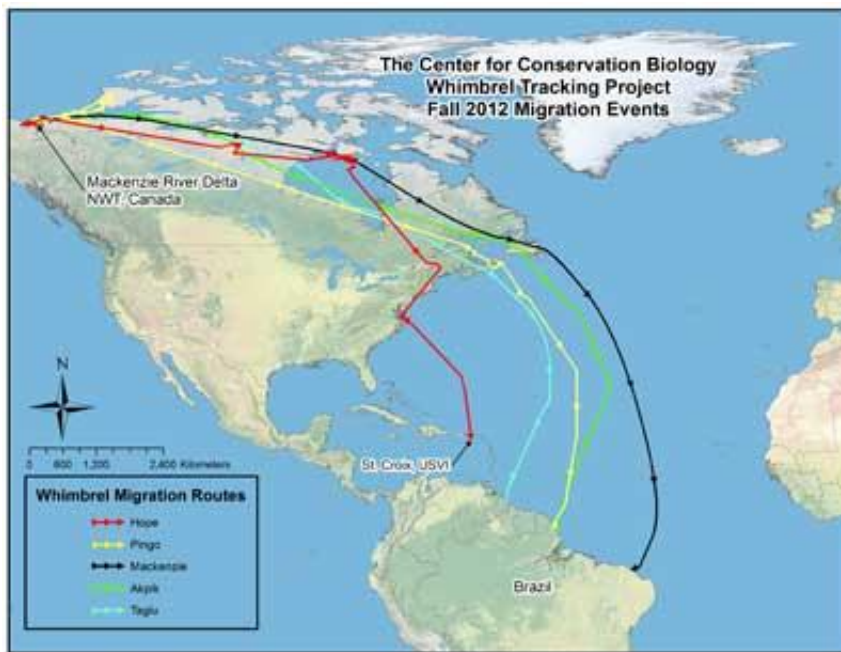 The Center for Conservation Biology
Whimbrel Tracking Project
Fall 2012 Migration Events
Mackenzie River Delta
NWT, Canada
N
0 600 1,200 2,400 Kilometers
St. Croix, USVI
Whimbrel Migration Routes
Hope
Pingo
Mackenzie
Akpik
Taglu
Brazil